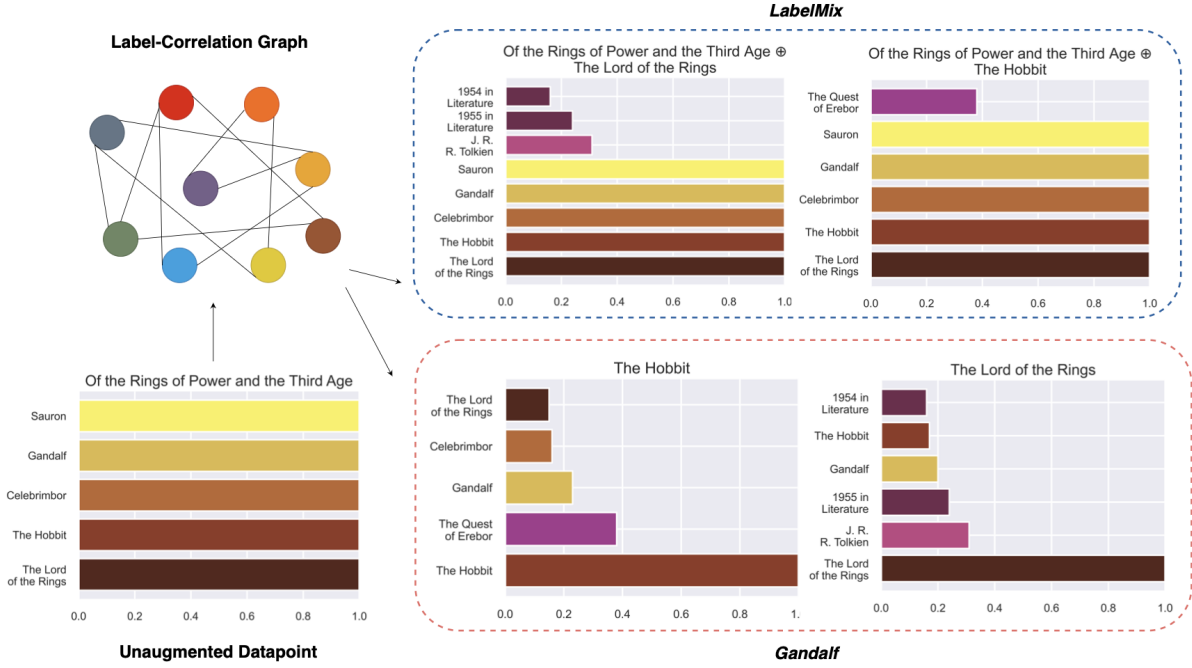 LabelMix
Label-Correlation Graph
Of the Rings of Power and the Third Age ⊕
The Lord of the Rings
1954 in
Literature
1955 in
Literature
J. R.
R. Tolkien
Sauron
Gandalf
Celebrimbor
The Hobbit
The Lord
of the Rings
0.0 0.2 0.4 0.6 0.8 1.0
Of the Rings of Power and the Third Age ⊕
The Hobbit
The Quest
of Erebor
Sauron
Gandalf
Celebrimbor
The Hobbit
The Lord
of the Rings
0.0 0.2 0.4 0.6 0.8 1.0
Of the Rings of Power and the Third Age
Sauron
Gandalf
Celebrimbor
The Hobbit
The Lord
of the Rings
0.0 0.2 0.4 0.6 0.8 1.0
Unaugmented Datapoint
The Hobbit
The Lord
of the Rings
Celebrimbor
Gandalf
The Quest
of Erebor
The Hobbit
0.0 0.2 0.4 0.6 0.8 1.
The Lord of the Rings
1954 in
Literature
The Hobbit
Gandalf
1955 in
Literature
J. R.
R. Tolkien
The Lord
of the Rings
0.0 0.2 0.4 0.6 0.8 1.0
Gandalf